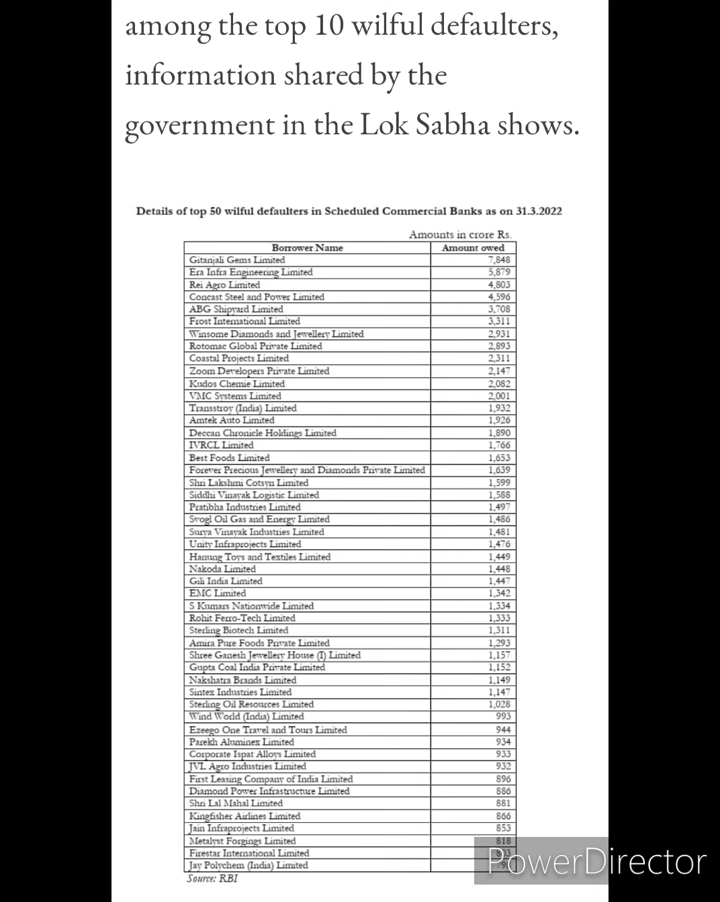 among the top 10 wilful defaulters,
information shared by the
government in the Lok Sabha shows.
Details of top 50 wilful defaulters in Scheduled Commercial Banks as on 31.3.2022
Amounts in crore Rs.
Borrower Name Amount owed
Gitanjali Gems Limited 7,848
Era Infra Engineering Limited 5,879
Rei Agro Limited 4,803
Concast Steel and Power Limited 4,596
ABG Shipyard Limited 3,708
Frost International Limited 3,311
Winsome Diamonds and Jewellery Limited 2,931
Rotomac Global Private Limited 2,893
Coastal Projects Limited 2,311
Zoom Developers Private Limited 2,147
Kudos Chemie Limited 2,082
VMC Systems Limited 2,001
Transstroy (India) Limited 1,932
Amtek Auto Limited 1,926
Deccan Chronicle Holdings Limited 1,890
IVRCL Limited 1,766
Best Foods Limited 1,653
Forever Precious Jewellery and Diamonds Private Limited 1,639
Shri Lakshmi Cotsyn Limited 1,599
Siddhi Vinayak Logistic Limited 1,588
Pratibha Industries Limited 1,497
Svogl Oil Gas and Energy Limited 1,486
Surya Vinayak Industries Limited 1,481
Unity Infraprojects Limited 1,476
Hanung Toys and Textiles Limited 1,449
Nakoda Limited 1,448
Gili India Limited 1,447
EMC Limited 1,342
S Kumars Nationwide Limited 1,334
Rohit Ferro-Tech Limited 1,333
Sterling Biotech Limited 1,311
Amira Pure Foods Private Limited 1,293
Shree Ganesh Jewellery House (I) Limited 1,157
Gupta Coal India Private Limited 1,152
Nakshatra Brands Limited 1,149
Sintex Industries Limited 1,147
Sterling Oil Resources Limited 1,028
Wind World (India) Limited 993
Ezeego One Travel and Tours Limited 944
Parekh Aluminex Limited 934
Corporate Ispat Alloys Limited 933
JVL Agro Industries Limited 932
First Leasing Company of India Limited 896
Diamond Power Infrastructure Limited 886
Shri Lal Mahal Limited 881
Kingfisher Airlines Limited 866
Jain Infraprojects Limited 853
Metalyst Forgings Limited 818
Firestar International Limited
Jay Polychem (India) Limited
Source: RBI
PowerDirector